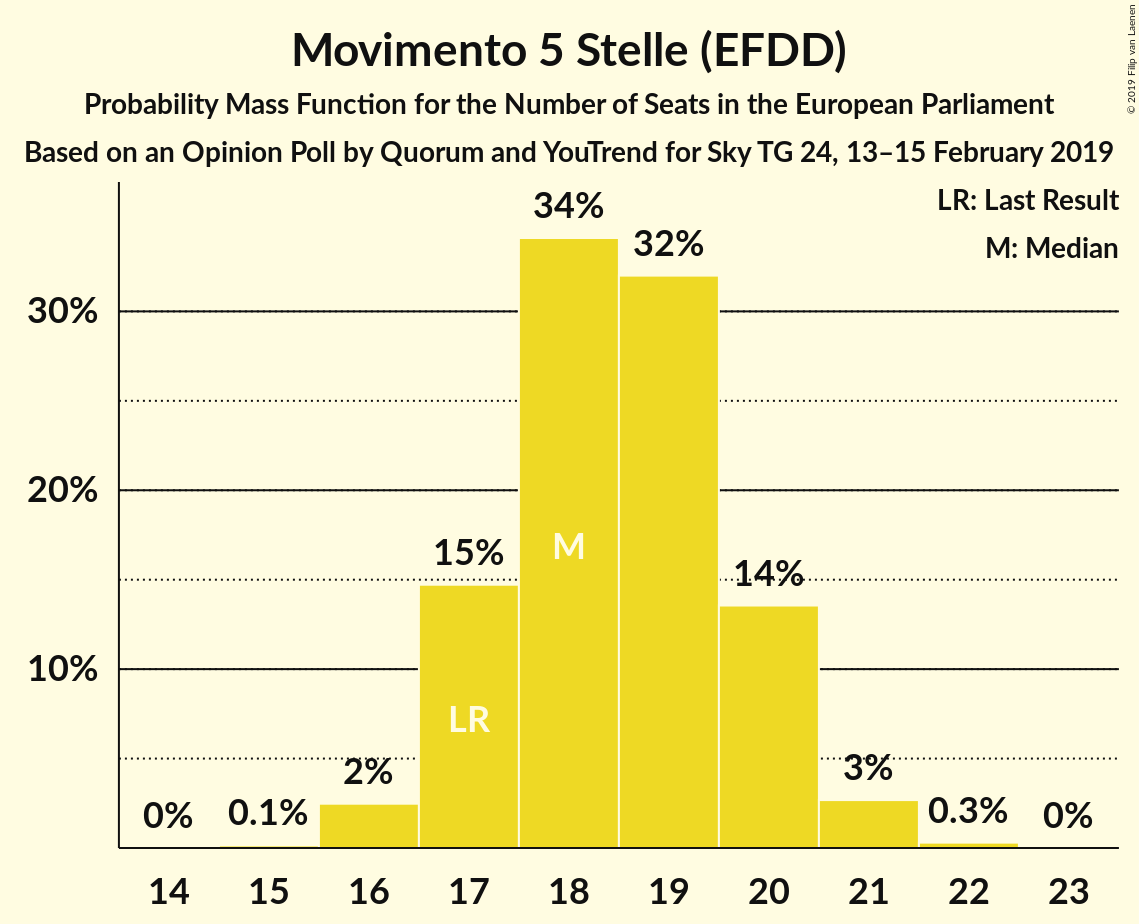 Movimento 5 Stelle (EFDD)
Probability Mass Function for the Number of Seats in the European Parliament
Based on an Opinion Poll by Quorum and YouTrend for Sky TG 24, 13–15 February 2019
© 2019 Filip van Laenen
LR: Last Result
M: Median
34%
32%
30%
20%
15%
M
14%
10%
LR
2%
3%
0%
0.1%
0.3%
0%
14 15 16 17 18 19 20 21 22 23